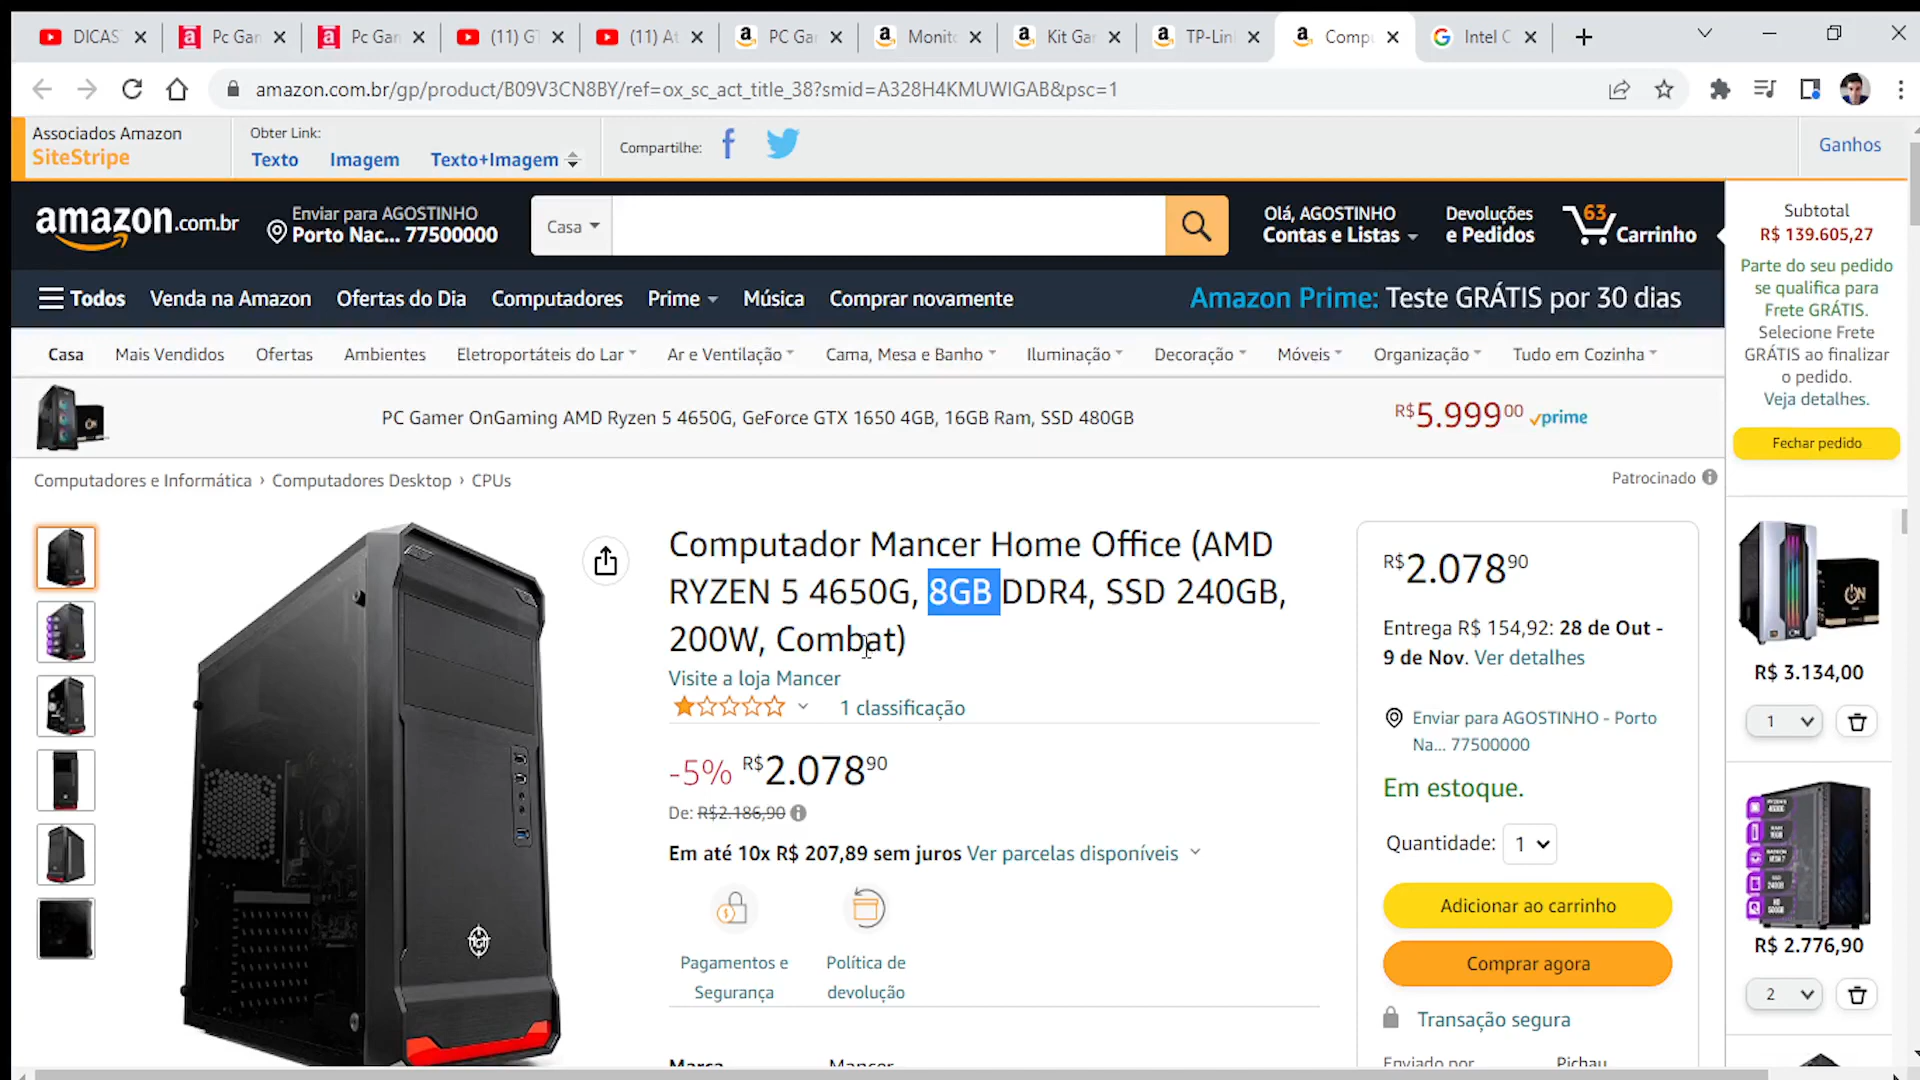 DICAS
Pc Gan
Pc Gan
(11) G
(11) At
PC Ga
Monito
Kit Ga
TP-Lin
Compu
Intel C
amazon.com.br/gp/product/B09V3CN8BY/ref=ox_sc_act_title_38?smid=A328H4KMUWIGAB&psc=1
Associados Amazon
SiteStripe
Obter Link:
Texto Imagem Texto+Imagem
Compartilhe:
Ganhos
amazon.com.br
Enviar para AGOSTINHO
Porto Nac... 77500000
Casa
Olá, AGOSTINHO
Contas e Listas
Devoluções
e Pedidos
63
Carrinho
Subtotal
R$ 139.605,27
Parte do seu pedido
se qualifica para
Frete GRÁTIS.
Selecione Frete
GRÁTIS ao finalizar
o pedido.
Veja detalhes.
Fechar pedido
Todos Venda na Amazon Ofertas do Dia Computadores Prime Música Comprar novamente
Amazon Prime: Teste GRÁTIS por 30 dias
Casa Mais Vendidos Ofertas Ambientes Eletroportáteis do Lar Ar e Ventilação Cama, Mesa e Banho Iluminação Decoração Móveis Organização Tudo em Cozinha
PC Gamer OnGaming AMD Ryzen 5 4650G, GeForce GTX 1650 4GB, 16GB Ram, SSD 480GB
R$5.99900 prime
Computadores e Informática › Computadores Desktop › CPUs
Patrocinado
Computador Mancer Home Office (AMD
RYZEN 5 4650G, 8GB DDR4, SSD 240GB,
200W, Combat)
Visite a loja Mancer
1 classificação
-5% R$2.07890
De: R$2.186,90
Em até 10x R$ 207,89 sem juros Ver parcelas disponíveis
Pagamentos e
Segurança
Política de
devolução
Marca Mancer
R$2.07890
Entrega R$ 154,92: 28 de Out -
9 de Nov. Ver detalhes
Enviar para AGOSTINHO - Porto
Na... 77500000
Em estoque.
Quantidade: 1
Adicionar ao carrinho
Comprar agora
Transação segura
Enviado por Pichau
ON
R$ 3.134,00
1
R$ 2.776,90
2